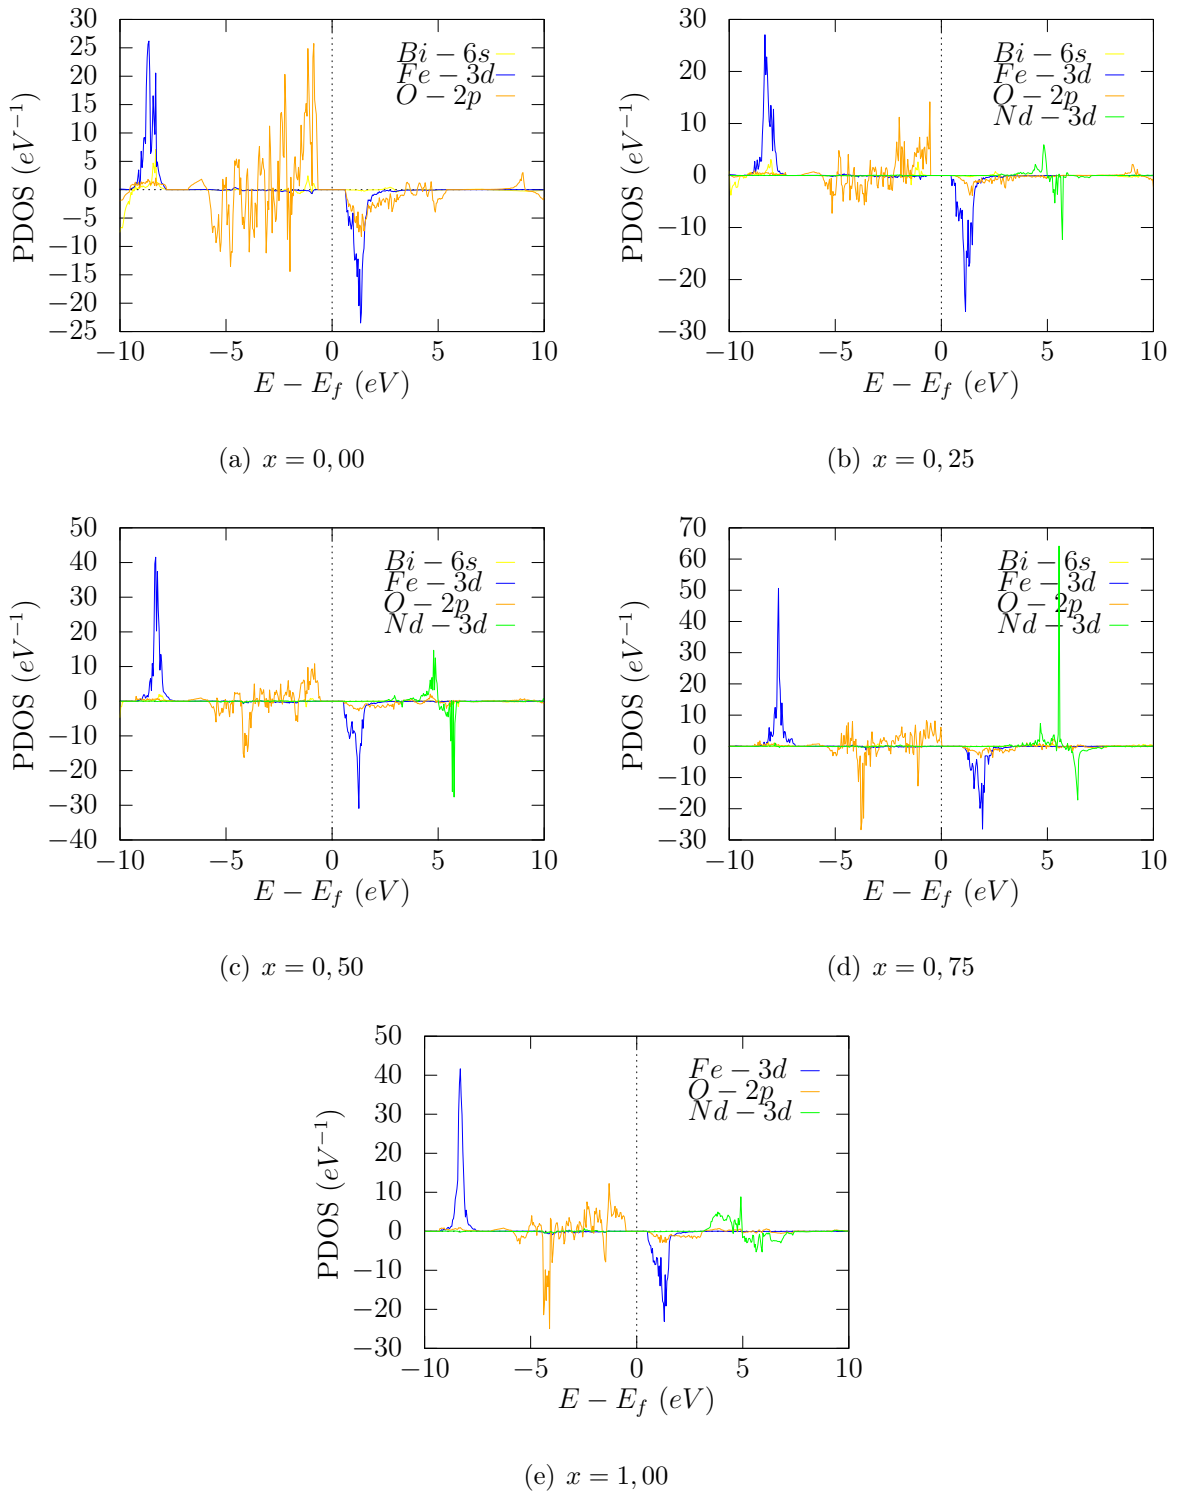 PDOS (eV⁻¹)
30
25
20
15
10
5
0
−5
−10
−15
−20
−25
−10 −5 0 5 10
E − E_f (eV)
Bi − 6s
Fe − 3d
O − 2p
(a) x = 0, 00
PDOS (eV⁻¹)
30
20
10
0
−10
−20
−30
−10 −5 0 5 10
E − E_f (eV)
Bi − 6s
Fe − 3d
O − 2p
Nd − 3d
(b) x = 0, 25
PDOS (eV⁻¹)
50
40
30
20
10
0
−10
−20
−30
−40
−10 −5 0 5 10
E − E_f (eV)
Bi − 6s
Fe − 3d
O − 2p
Nd − 3d
(c) x = 0, 50
PDOS (eV⁻¹)
70
60
50
40
30
20
10
0
−10
−20
−30
−10 −5 0 5 10
E − E_f (eV)
Bi − 6s
Fe − 3d
O − 2p
Nd − 3d
(d) x = 0, 75
PDOS (eV⁻¹)
50
40
30
20
10
0
−10
−20
−30
−10 −5 0 5 10
E − E_f (eV)
Fe − 3d
O − 2p
Nd − 3d
(e) x = 1, 00